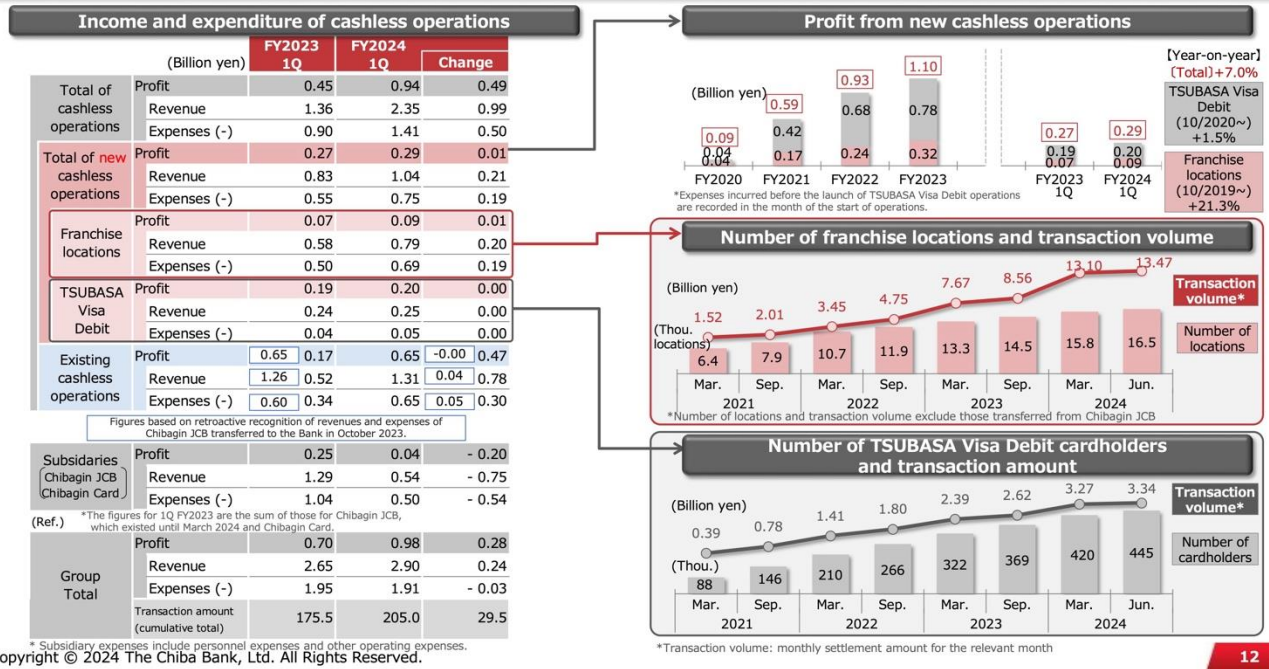 Income and expenditure of cashless operations
(Billion yen) FY2023 1Q FY2024 1Q Change
Total of cashless operations
Profit 0.45 0.94 0.49
Revenue 1.36 2.35 0.99
Expenses (-) 0.90 1.41 0.50
Total of new cashless operations
Profit 0.27 0.29 0.01
Revenue 0.83 1.04 0.21
Expenses (-) 0.55 0.75 0.19
Franchise locations
Profit 0.07 0.09 0.01
Revenue 0.58 0.79 0.20
Expenses (-) 0.50 0.69 0.19
TSUBASA Visa Debit
Profit 0.19 0.20 0.00
Revenue 0.24 0.25 0.00
Expenses (-) 0.04 0.05 0.00
Existing cashless operations
Profit 0.65 0.17 0.65 -0.00 0.47
Revenue 1.26 0.52 1.31 0.04 0.78
Expenses (-) 0.60 0.34 0.65 0.05 0.30
Figures based on retroactive recognition of revenues and expenses of
Chibagin JCB transferred to the Bank in October 2023.
Subsidaries
(Chibagin JCB
Chibagin Card)
Profit 0.25 0.04 - 0.20
Revenue 1.29 0.54 - 0.75
Expenses (-) 1.04 0.50 - 0.54
(Ref.)
*The figures for 1Q FY2023 are the sum of those for Chibagin JCB,
which existed until March 2024 and Chibagin Card.
Group Total
Profit 0.70 0.98 0.28
Revenue 2.65 2.90 0.24
Expenses (-) 1.95 1.91 - 0.03
Transaction amount
(cumulative total) 175.5 205.0 29.5
* Subsidiary expenses include personnel expenses and other operating expenses.
opyright © 2024 The Chiba Bank, Ltd. All Rights Reserved.
Profit from new cashless operations
(Billion yen)
0.09 0.59 0.93 1.10 0.27 0.29
0.04 0.42 0.68 0.78 0.19 0.20
0.04 0.17 0.24 0.32 0.07 0.09
FY2020 FY2021 FY2022 FY2023 FY2023 1Q FY2024 1Q
*Expenses incurred before the launch of TSUBASA Visa Debit operations
are recorded in the month of the start of operations.
【Year-on-year】
〔Total〕+7.0%
TSUBASA Visa
Debit
(10/2020~)
+1.5%
Franchise
locations
(10/2019~)
+21.3%
Number of franchise locations and transaction volume
(Billion yen)
1.52 2.01 3.45 4.75 7.67 8.56 13.10 13.47
Transaction
volume*
(Thou.
locations)
6.4 7.9 10.7 11.9 13.3 14.5 15.8 16.5
Number of
locations
Mar. Sep. Mar. Sep. Mar. Sep. Mar. Jun.
2021 2022 2023 2024
*Number of locations and transaction volume exclude those transferred from Chibagin JCB
Number of TSUBASA Visa Debit cardholders
and transaction amount
(Billion yen)
0.39 0.78 1.41 1.80 2.39 2.62 3.27 3.34
Transaction
volume*
(Thou.)
88 146 210 266 322 369 420 445
Number of
cardholders
Mar. Sep. Mar. Sep. Mar. Sep. Mar. Jun.
2021 2022 2023 2024
*Transaction volume: monthly settlement amount for the relevant month
12